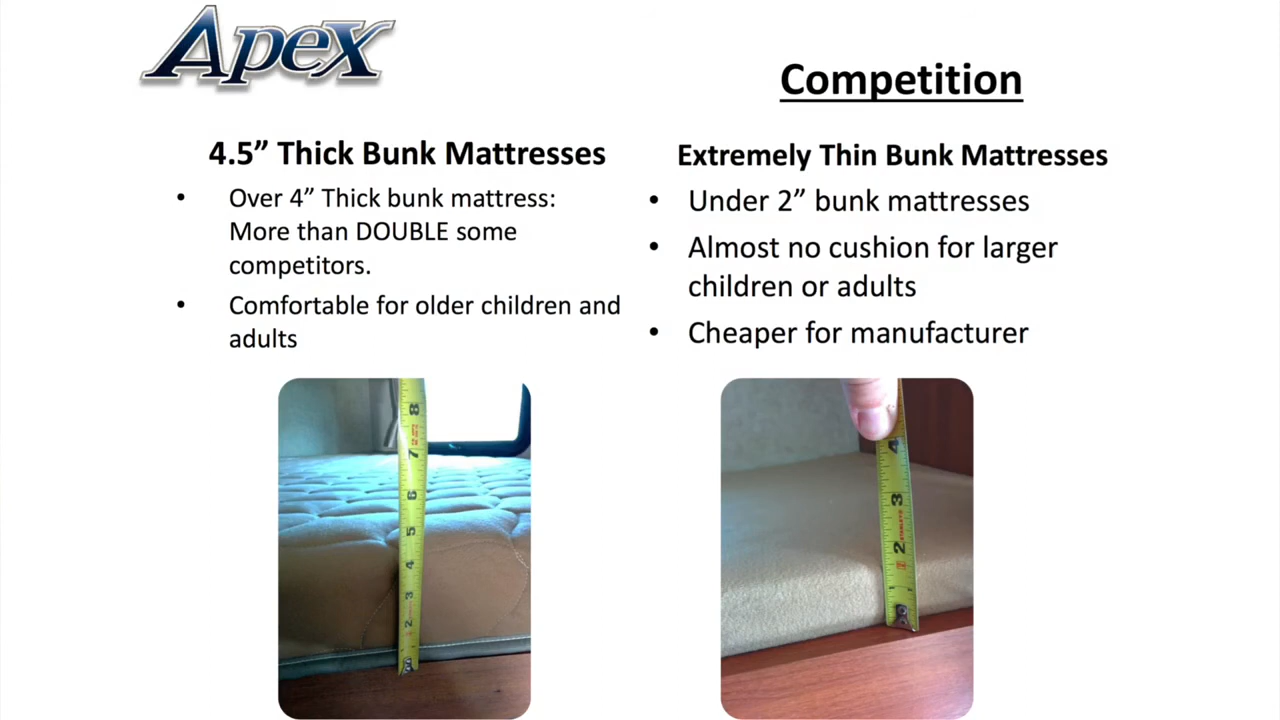 Apex
Competition
4.5” Thick Bunk Mattresses
• Over 4” Thick bunk mattress:
More than DOUBLE some
competitors.
• Comfortable for older children and
adults
Extremely Thin Bunk Mattresses
• Under 2” bunk mattresses
• Almost no cushion for larger
children or adults
• Cheaper for manufacturer
8
7
6
5
4
3
2
4
3
2